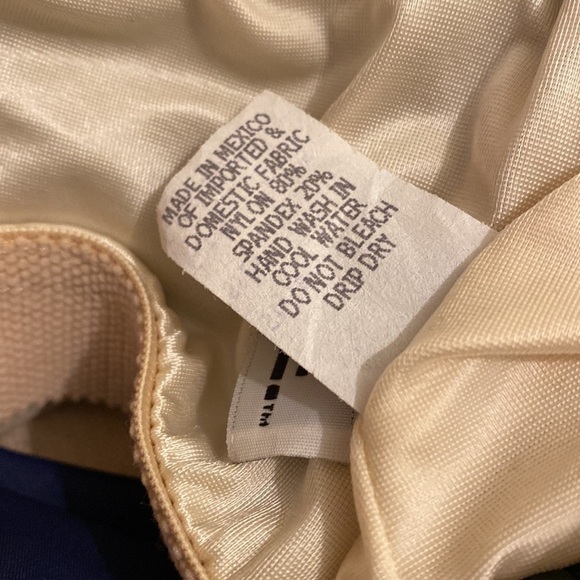 MADE IN MEXICO
OF IMPORTED &
DOMESTIC FABRIC
NYLON 80%
SPANDEX 20%
HAND WASH IN
COOL WATER
DO NOT BLEACH
DRIP DRY
TM